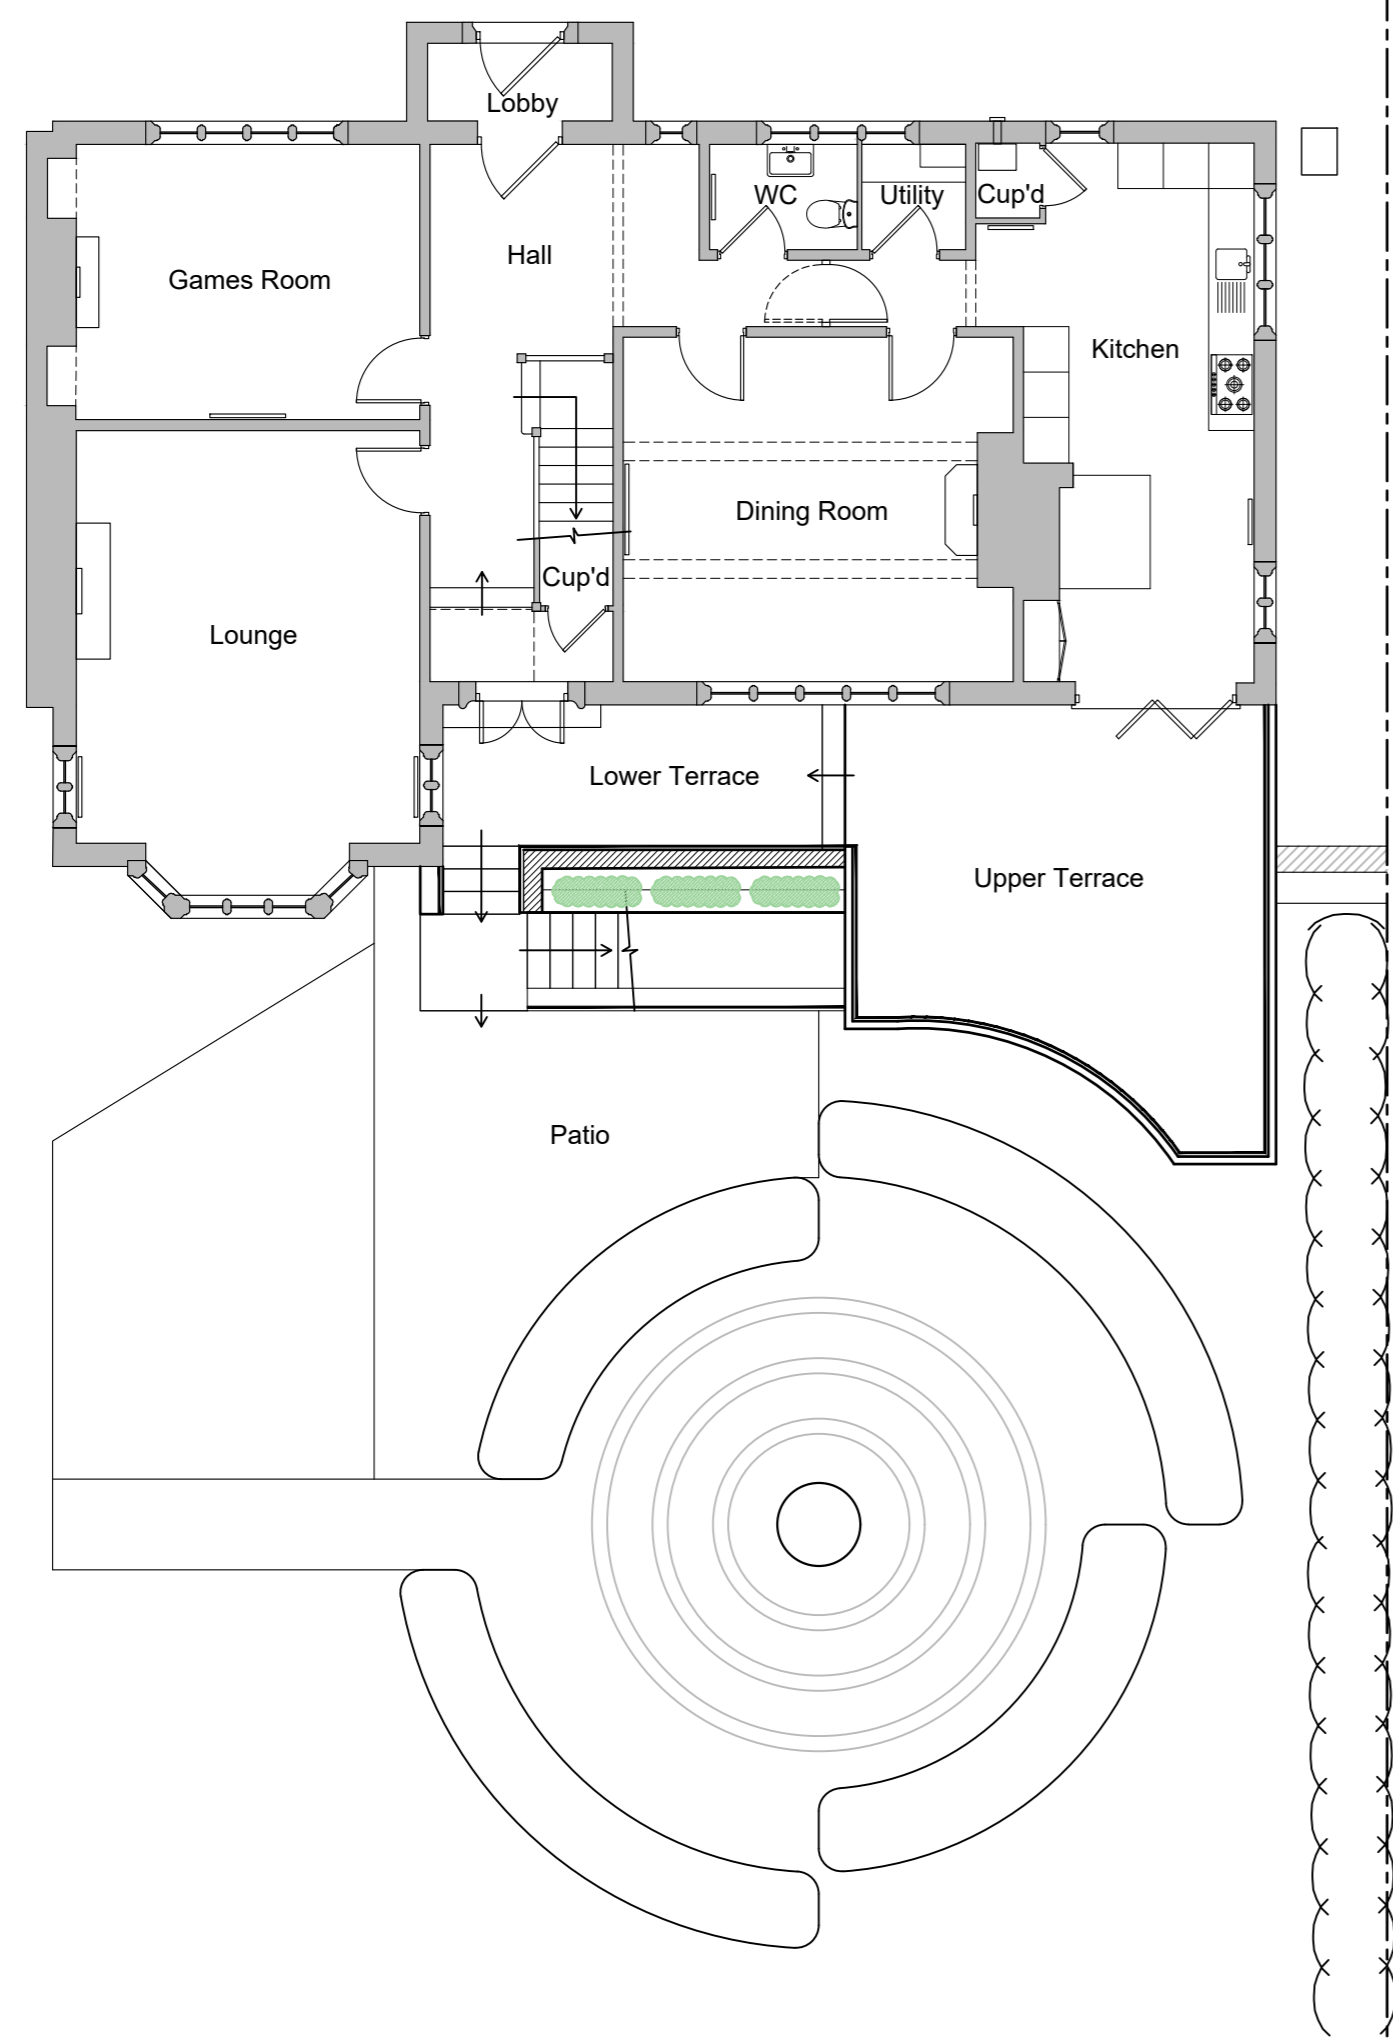 Lobby
WC
Utility
Cup'd
Hall
Games Room
Kitchen
Dining Room
Cup'd
Lounge
Lower Terrace
Upper Terrace
Patio